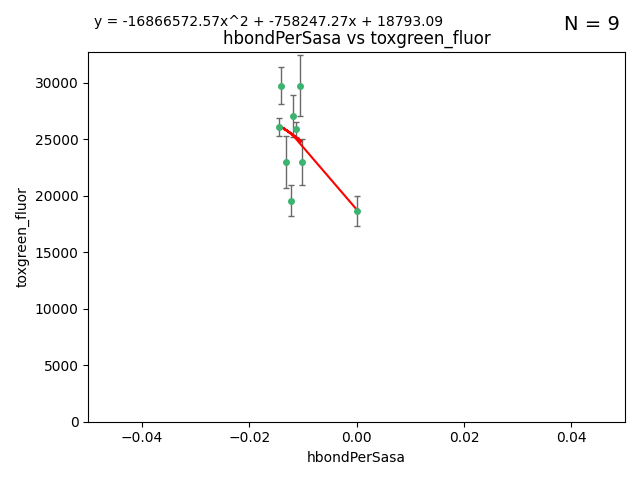 y = -16866572.57x^2 + -758247.27x + 18793.09
N = 9
hbondPerSasa vs toxgreen_fluor
30000
25000
20000
15000
10000
5000
0
toxgreen_fluor
−0.04
−0.02
0.00
0.02
0.04
hbondPerSasa